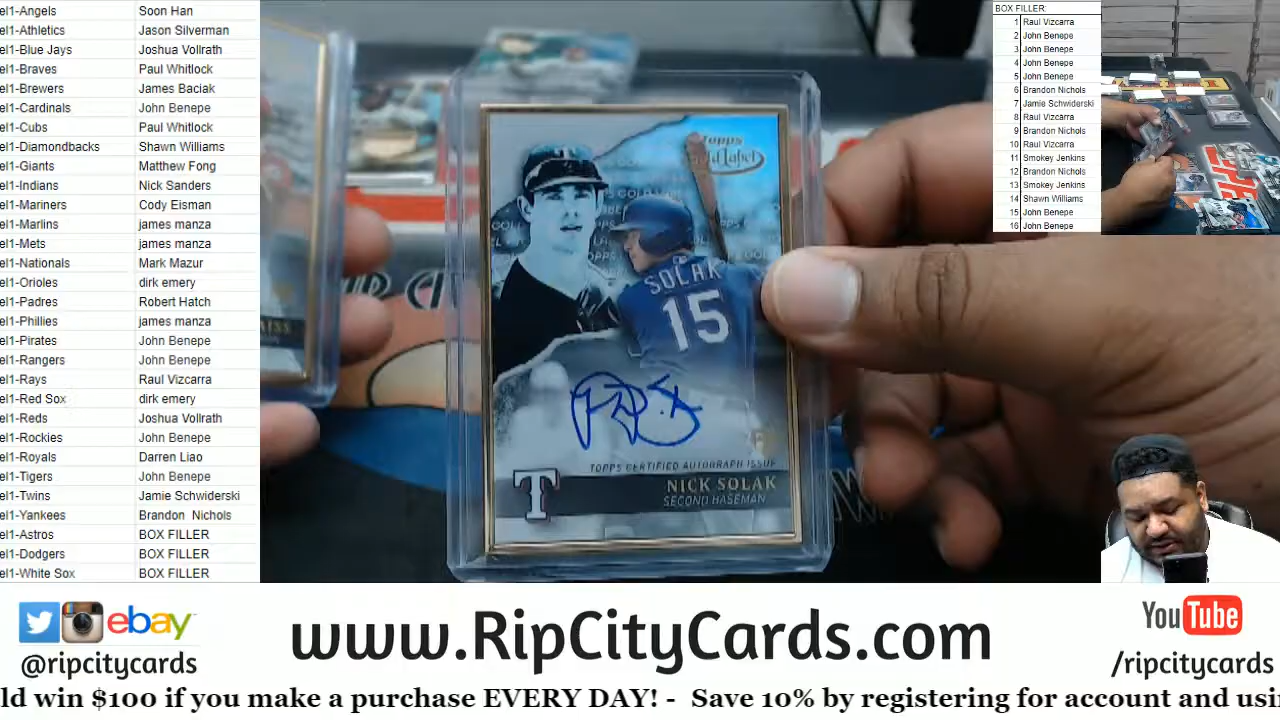 el1-Angels Soon Han
el1-Athletics Jason Silverman
el1-Blue Jays Joshua Vollrath
el1-Braves Paul Whitlock
el1-Brewers James Baciak
el1-Cardinals John Benepe
el1-Cubs Paul Whitlock
el1-Diamondbacks Shawn Williams
el1-Giants Matthew Fong
el1-Indians Nick Sanders
el1-Mariners Cody Eisman
el1-Marlins james manza
el1-Mets james manza
el1-Nationals Mark Mazur
el1-Orioles dirk emery
el1-Padres Robert Hatch
el1-Phillies james manza
el1-Pirates John Benepe
el1-Rangers John Benepe
el1-Rays Raul Vizcarra
el1-Red Sox dirk emery
el1-Reds Joshua Vollrath
el1-Rockies John Benepe
el1-Royals Darren Liao
el1-Tigers John Benepe
el1-Twins Jamie Schwiderski
el1-Yankees Brandon Nichols
el1-Astros BOX FILLER
el1-Dodgers BOX FILLER
el1-White Sox BOX FILLER
Topps
Gold Label
SOLAK
15
TOPPS CERTIFIED AUTOGRAPH ISSUE
T
NICK SOLAK
SECOND BASEMAN
BOX FILLER:
1 Raul Vizcarra
2 John Benepe
3 John Benepe
4 John Benepe
5 John Benepe
6 Brandon Nichols
7 Jamie Schwiderski
8 Raul Vizcarra
9 Brandon Nichols
10 Raul Vizcarra
11 Smokey Jenkins
12 Brandon Nichols
13 Smokey Jenkins
14 Shawn Williams
15 John Benepe
16 John Benepe
ebay
@ripcitycards
www.RipCityCards.com
YouTube
/ripcitycards
ld win $100 if you make a purchase EVERY DAY! - Save 10% by registering for account and usi